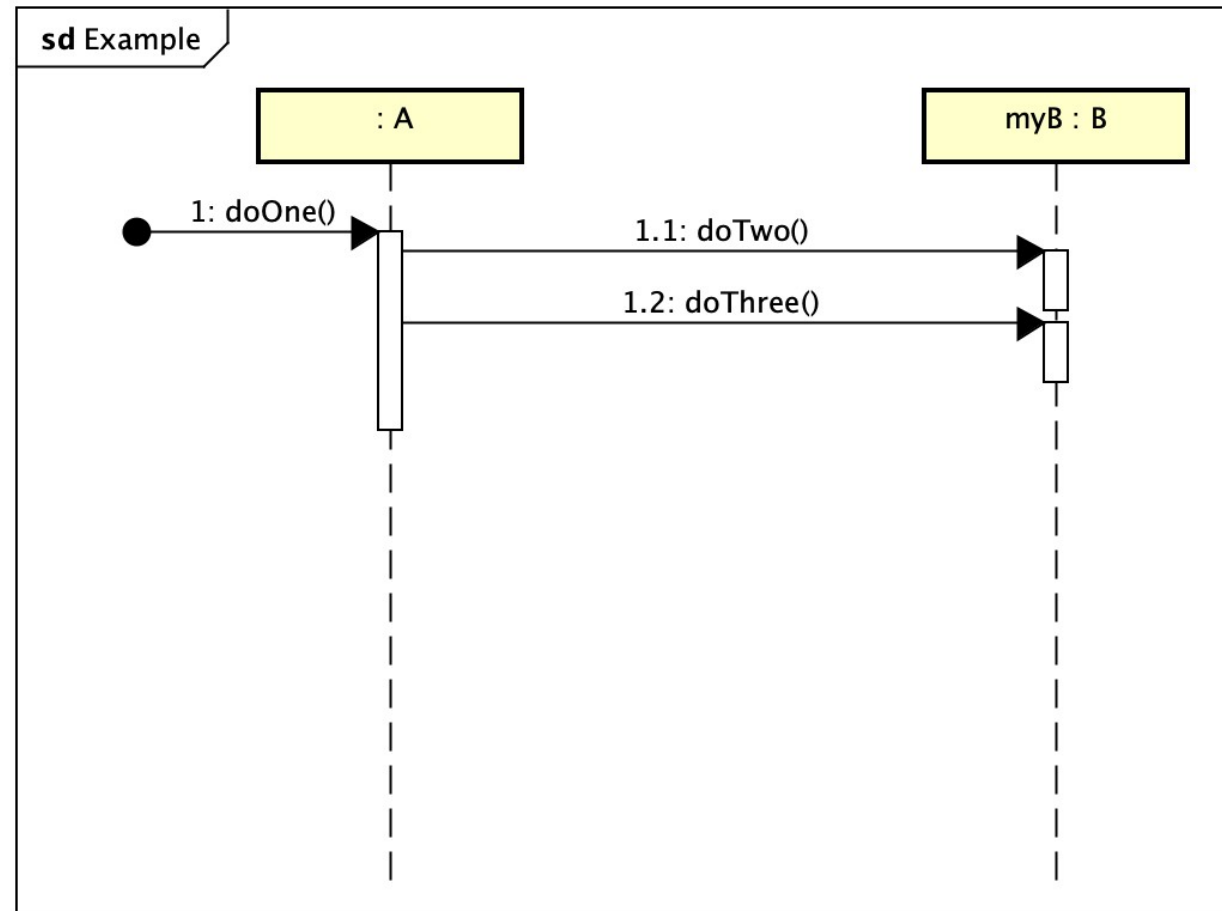 sd Example
: A
myB : B
1: doOne()
1.1: doTwo()
1.2: doThree()